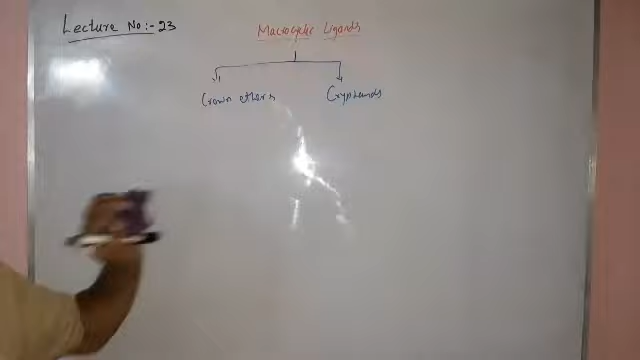 Lecture No:- 23
Macrocyclic Ligands
Crown ethers
Cryptands